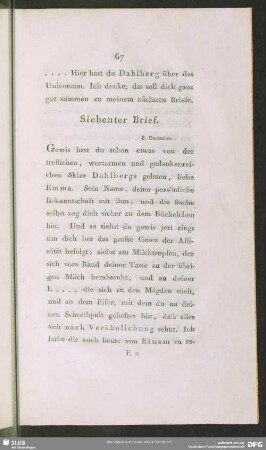 67
. . . . Hier hast du Dahlberg über das
Universum. Ich denke, das soll dich ganz
gut stimmen zu meinem nächsten Briefe.
Siebenter Brief.
Gewis hast du schon etwas von der
treflichen, wortarmen und gedankenrei-
chen Skize Dahlbergs gelesen, liebe
Emma. Sein Name, deine persönliche
Bekanntschaft mit ihm, und die Sache
selbst zog dich sicher zu dem Büchelchen
hin. Und so siehst du gewis jezt rings
um dich her das große Gesez der Affi-
nität befolgt: siehst am Milchtropfen, der
sich vom Rand deiner Tasse zu der übri-
gen Milch herabsenkt, und an deiner
L . . . . , die sich zu den Mägden zieht,
und an dem Eifer, mit dem du an dei-
nen Schreibpult geheftet bist, daß alles
sich nach Verähnlichung sehnt. Ich
habe dir auch heute von Einem zu re-
E 2
SLUB
DFG